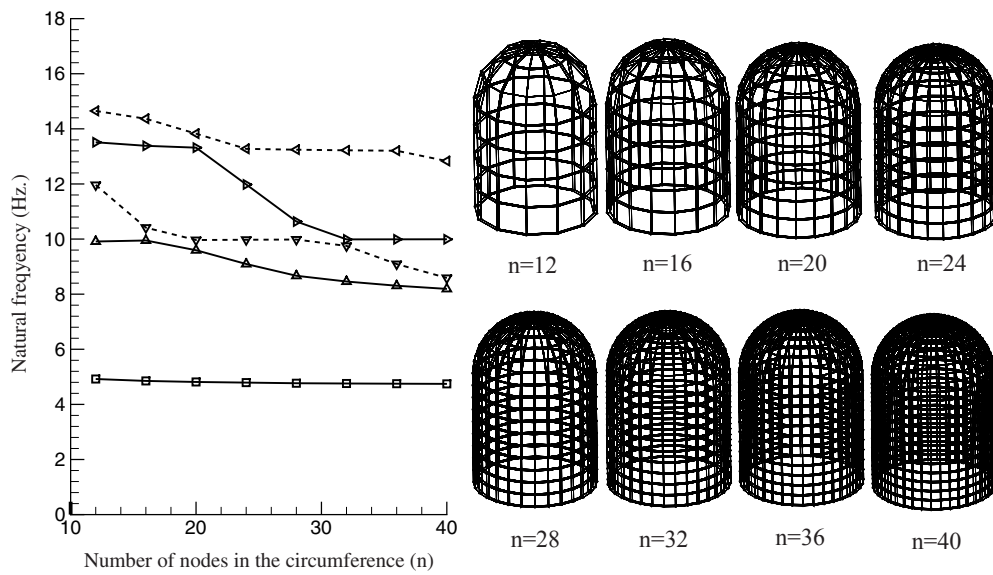 18
16
14
12
10
8
6
4
2
0
10 20 30 40
Natural freqyency (Hz.)
Number of nodes in the circumference (n)
n=12 n=16 n=20 n=24
n=28 n=32 n=36 n=40